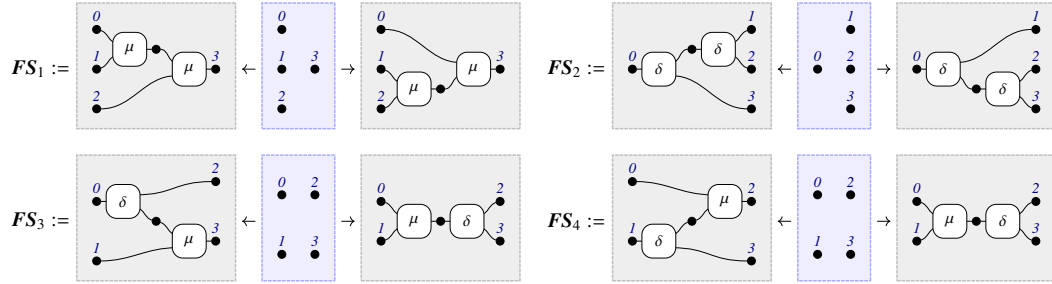 0 0 0 1 1
FS₁ := 1 μ μ 3 ← 1 3 → 1 μ μ 3 FS₂ := 0 δ δ 2 ← 0 2 → 0 δ δ 2
2 2 2 3 3 3
0 δ 2 0 2 0 2 0 μ 2 0 2 0 2
FS₃ := ← → μ δ FS₄ := ← → μ δ
1 μ 3 1 3 1 3 1 δ 3 1 3 1 3